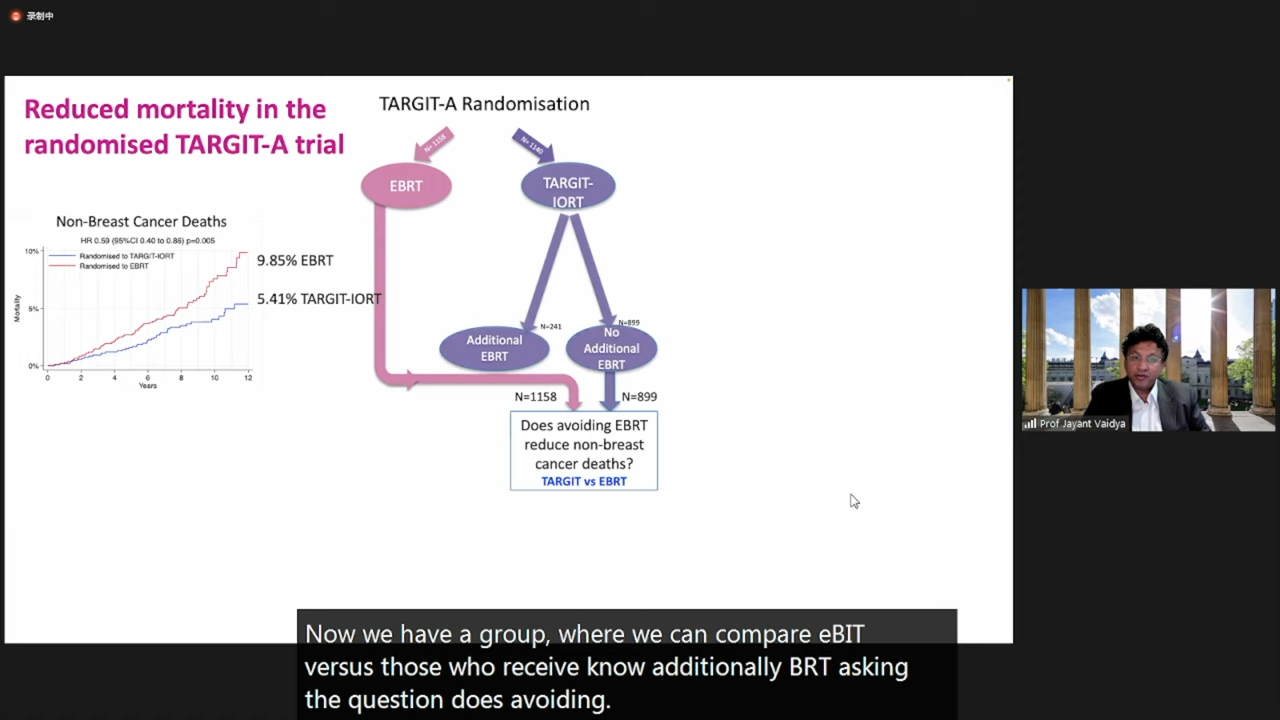 录制中
Reduced mortality in the
randomised TARGIT-A trial
TARGIT-A Randomisation
N= 1158
N= 1140
EBRT
TARGIT-
IORT
Non-Breast Cancer Deaths
HR 0.59 (95%CI 0.40 to 0.86) p=0.005
Randomised to TARGIT-IORT
Randomised to EBRT
10%
5%
0%
Mortality
0 2 4 6 8 10 12
Years
9.85% EBRT
5.41% TARGIT-IORT
N=241
N=899
Additional
EBRT
No
Additional
EBRT
N=1158
N=899
Does avoiding EBRT
reduce non-breast
cancer deaths?
TARGIT vs EBRT
Prof Jayant Vaidya
Now we have a group, where we can compare eBIT
versus those who receive know additionally BRT asking
the question does avoiding.